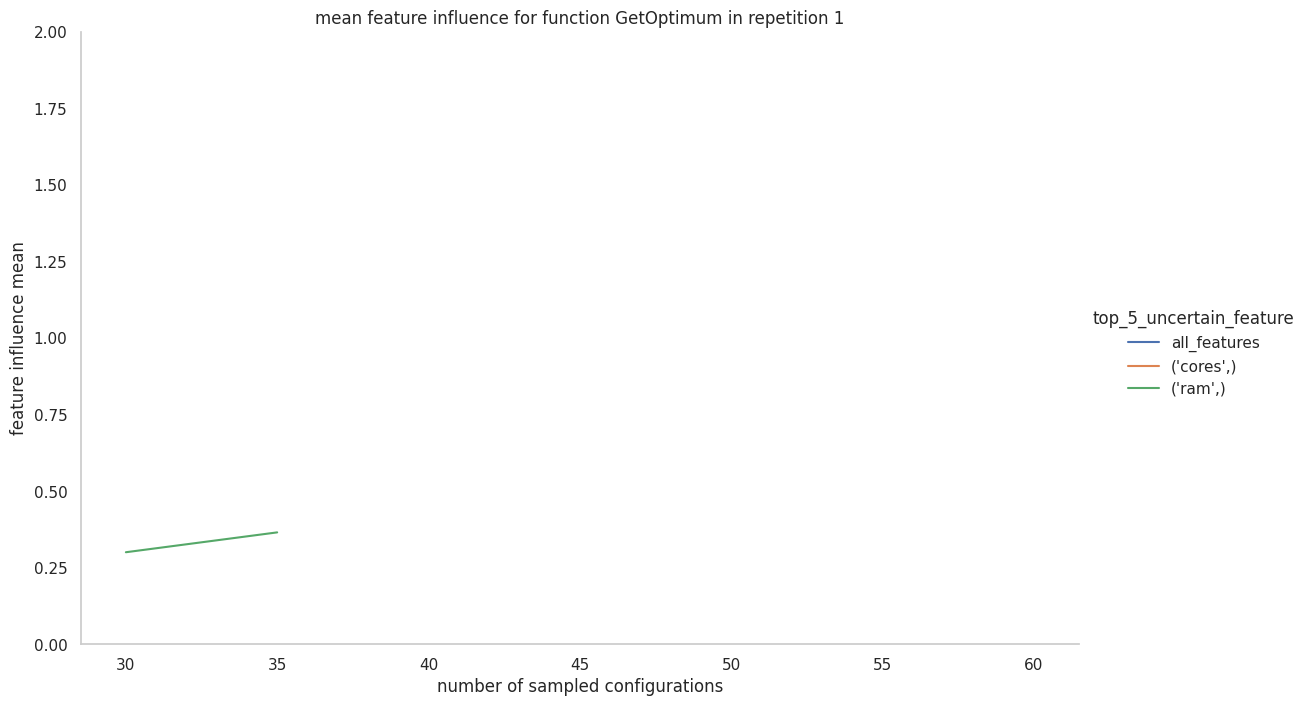 mean feature influence for function GetOptimum in repetition 1
2.00
1.75
1.50
1.25
1.00
0.75
0.50
0.25
0.00
feature influence mean
30 35 40 45 50 55 60
number of sampled configurations
top_5_uncertain_feature
all_features
('cores',)
('ram',)